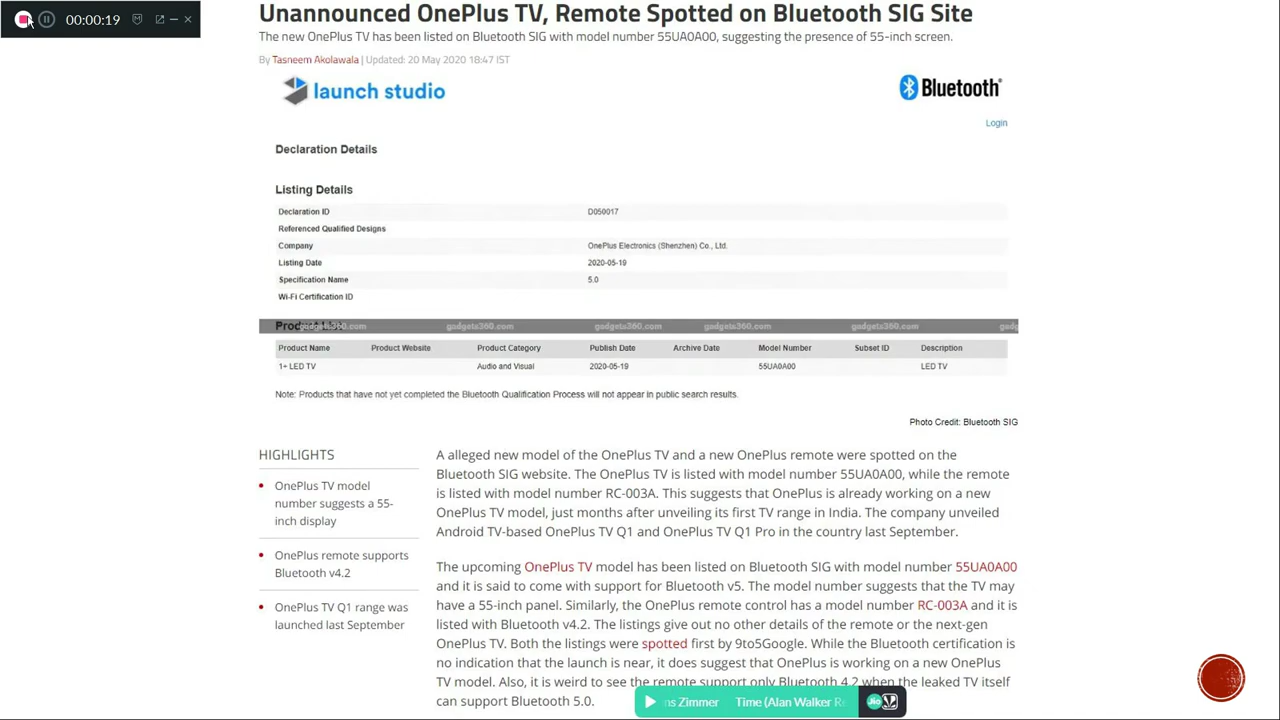 00:00:19
Unannounced OnePlus TV, Remote Spotted on Bluetooth SIG Site
The new OnePlus TV has been listed on Bluetooth SIG with model number 55UA0A00, suggesting the presence of 55-inch screen.
By Tasneem Akolawala | Updated: 20 May 2020 18:47 IST
launch studio
Bluetooth®
Login
Declaration Details
Listing Details
Declaration ID D050017
Referenced Qualified Designs
Company OnePlus Electronics (Shenzhen) Co., Ltd.
Listing Date 2020-05-19
Specification Name 5.0
Wi-Fi Certification ID
gadgets360.com gadgets360.com gadgets360.com gadgets360.com gadgets360.com
Product Name Product Website Product Category Publish Date Archive Date Model Number Subset ID Description
1+ LED TV Audio and Visual 2020-05-19 55UA0A00 LED TV
Note: Products that have not yet completed the Bluetooth Qualification Process will not appear in public search results.
Photo Credit: Bluetooth SIG
HIGHLIGHTS
OnePlus TV model
number suggests a 55-
inch display
OnePlus remote supports
Bluetooth v4.2
OnePlus TV Q1 range was
launched last September
A alleged new model of the OnePlus TV and a new OnePlus remote were spotted on the
Bluetooth SIG website. The OnePlus TV is listed with model number 55UA0A00, while the remote
is listed with model number RC-003A. This suggests that OnePlus is already working on a new
OnePlus TV model, just months after unveiling its first TV range in India. The company unveiled
Android TV-based OnePlus TV Q1 and OnePlus TV Q1 Pro in the country last September.
The upcoming OnePlus TV model has been listed on Bluetooth SIG with model number 55UA0A00
and it is said to come with support for Bluetooth v5. The model number suggests that the TV may
have a 55-inch panel. Similarly, the OnePlus remote control has a model number RC-003A and it is
listed with Bluetooth v4.2. The listings give out no other details of the remote or the next-gen
OnePlus TV. Both the listings were spotted first by 9to5Google. While the Bluetooth certification is
no indication that the launch is near, it does suggest that OnePlus is working on a new OnePlus
TV model. Also, it is weird to see the remote support only Bluetooth 4.2 when the leaked TV itself
can support Bluetooth 5.0.
ns Zimmer Time (Alan Walker Re
Jio